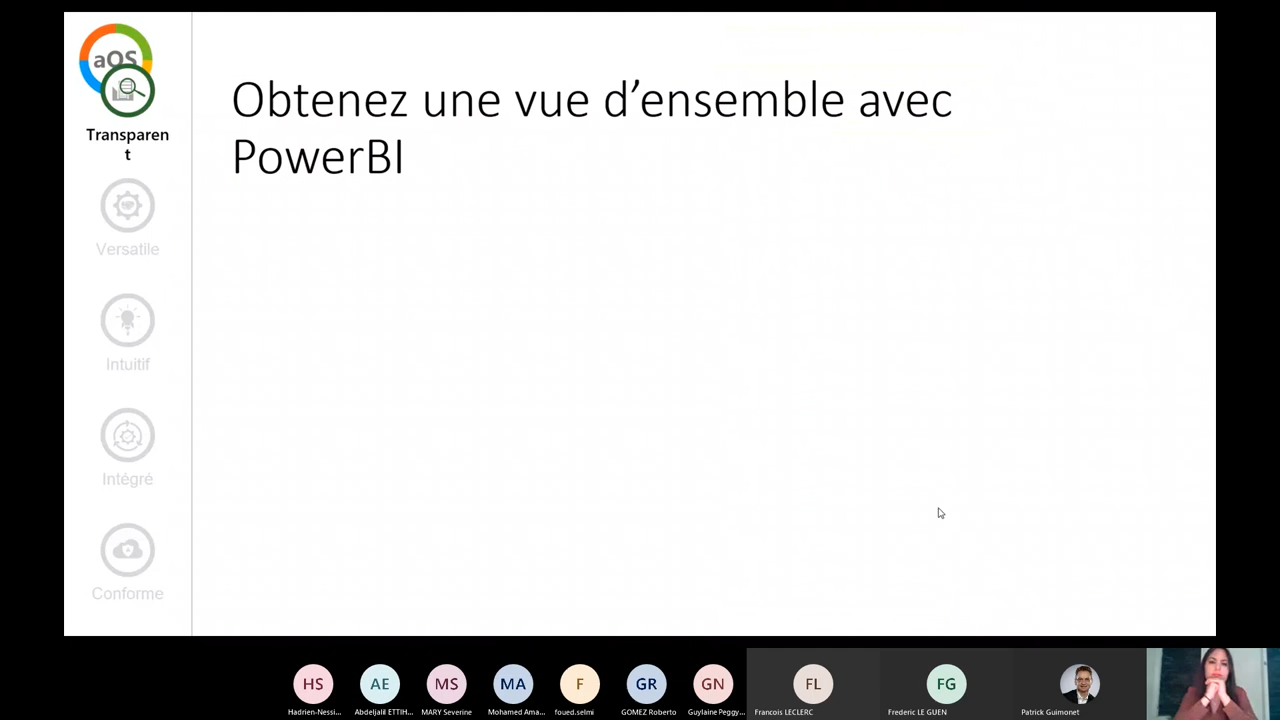 aOS
Transparen
t
Versatile
Intuitif
Intégré
Conforme
Obtenez une vue d’ensemble avec
PowerBI
HS
AE
MS
MA
F
GR
GN
FL
FG
Hadrien-Nessi...
Abdeljalil ETTIH...
MARY Severine
Mohamed Ama...
foued.selmi
GOMEZ Roberto
Guylaine Peggy...
Francois LECLERC
Frederic LE GUEN
Patrick Guimonet